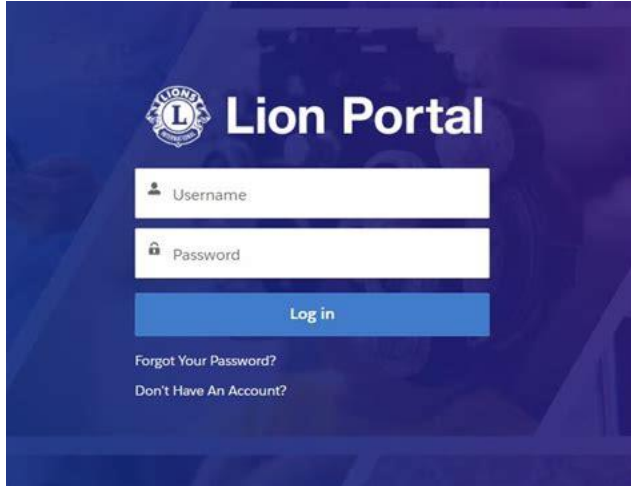 LIONS
L
INTERNATIONAL
Lion Portal
Username
Password
Log in
Forgot Your Password?
Don't Have An Account?